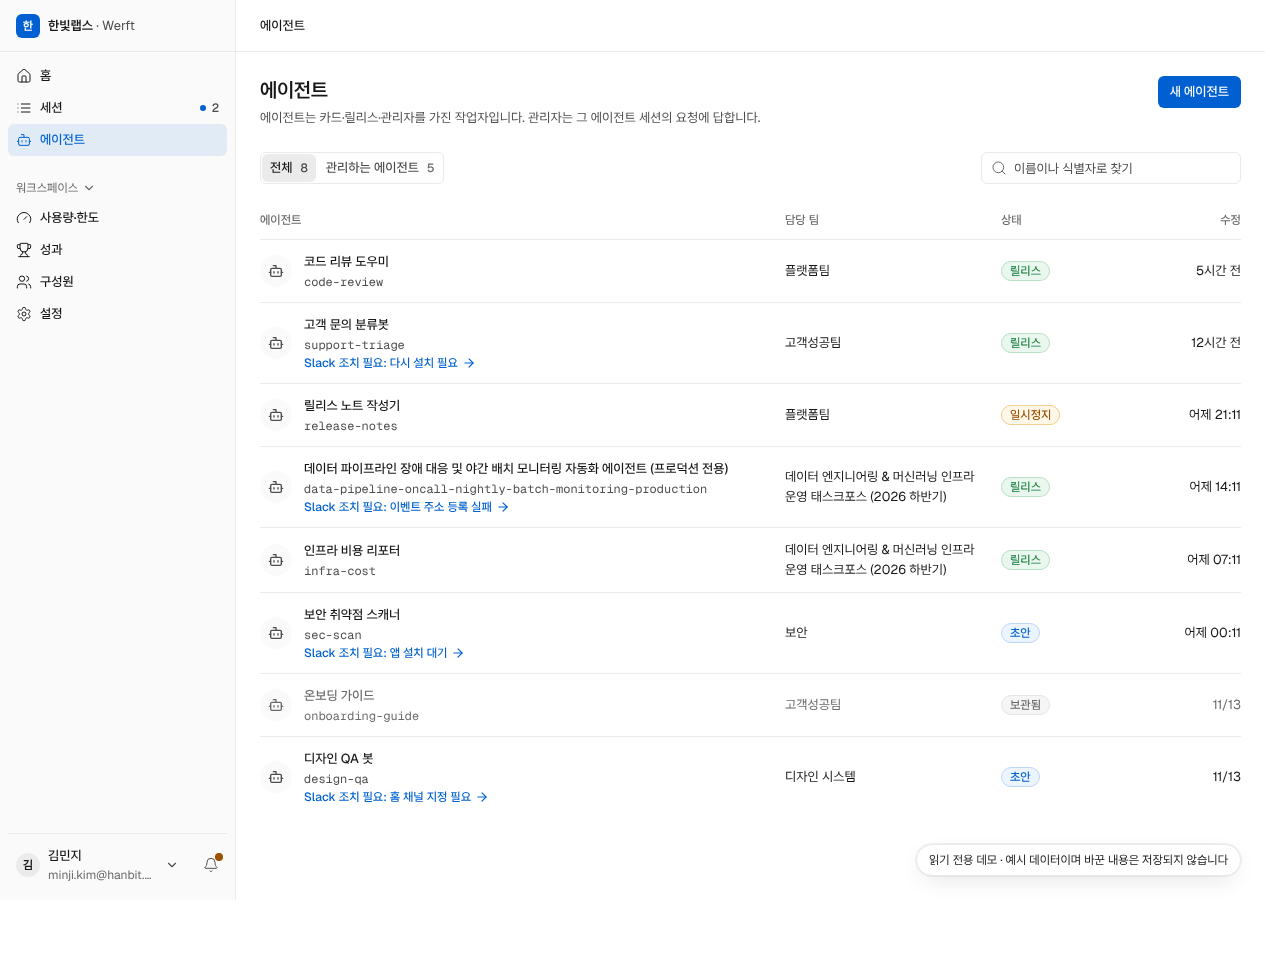 한 한빛랩스 · Werft
에이전트
홈
세션 2
에이전트
워크스페이스
사용량·한도
성과
구성원
설정
김 김민지
minji.kim@hanbit....
에이전트
에이전트는 카드·릴리스·관리자를 가진 작업자입니다. 관리자는 그 에이전트 세션의 요청에 답합니다.
새 에이전트
전체 8 관리하는 에이전트 5
이름이나 식별자로 찾기
에이전트 담당 팀 상태 수정
코드 리뷰 도우미
code-review
플랫폼팀 릴리스 5시간 전
고객 문의 분류봇
support-triage
Slack 조치 필요: 다시 설치 필요 →
고객성공팀 릴리스 12시간 전
릴리스 노트 작성기
release-notes
플랫폼팀 일시정지 어제 21:11
데이터 파이프라인 장애 대응 및 야간 배치 모니터링 자동화 에이전트 (프로덕션 전용)
data-pipeline-oncall-nightly-batch-monitoring-production
Slack 조치 필요: 이벤트 주소 등록 실패 →
데이터 엔지니어링 & 머신러닝 인프라
운영 태스크포스 (2026 하반기)
릴리스 어제 14:11
인프라 비용 리포터
infra-cost
데이터 엔지니어링 & 머신러닝 인프라
운영 태스크포스 (2026 하반기)
릴리스 어제 07:11
보안 취약점 스캐너
sec-scan
Slack 조치 필요: 앱 설치 대기 →
보안 초안 어제 00:11
온보딩 가이드
onboarding-guide
고객성공팀 보관됨 11/13
디자인 QA 봇
design-qa
Slack 조치 필요: 홈 채널 지정 필요 →
디자인 시스템 초안 11/13
읽기 전용 데모 · 예시 데이터이며 바꾼 내용은 저장되지 않습니다